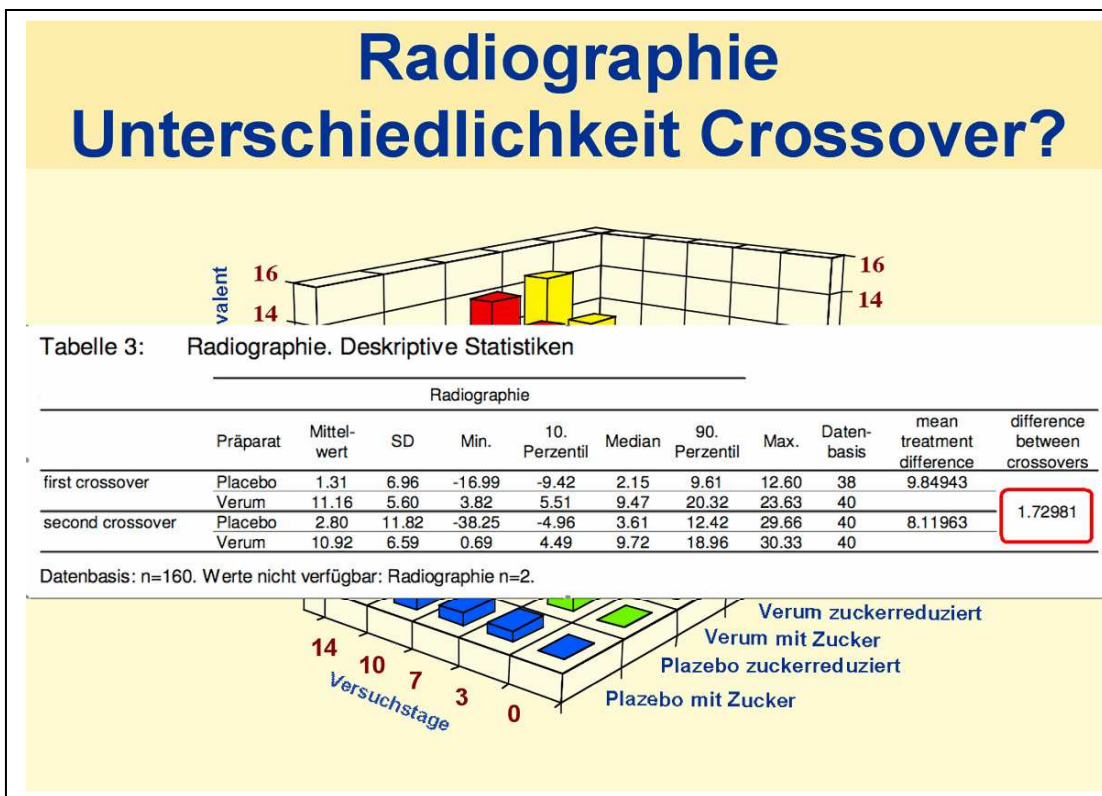 Radiographie
Unterschiedlichkeit Crossover?
valent
16
14
16
14
Tabelle 3: Radiographie. Deskriptive Statistiken
Radiographie
Präparat Mittel-wert SD Min. 10. Perzentil Median 90. Perzentil Max. Daten-basis mean treatment difference difference between crossovers
first crossover Placebo 1.31 6.96 -16.99 -9.42 2.15 9.61 12.60 38 9.84943
Verum 11.16 5.60 3.82 5.51 9.47 20.32 23.63 40
1.72981
second crossover Placebo 2.80 11.82 -38.25 -4.96 3.61 12.42 29.66 40 8.11963
Verum 10.92 6.59 0.69 4.49 9.72 18.96 30.33 40
Datenbasis: n=160. Werte nicht verfügbar: Radiographie n=2.
Verum zuckerreduziert
Verum mit Zucker
Plazebo zuckerreduziert
Plazebo mit Zucker
14
10
7
3
0
Versuchstage